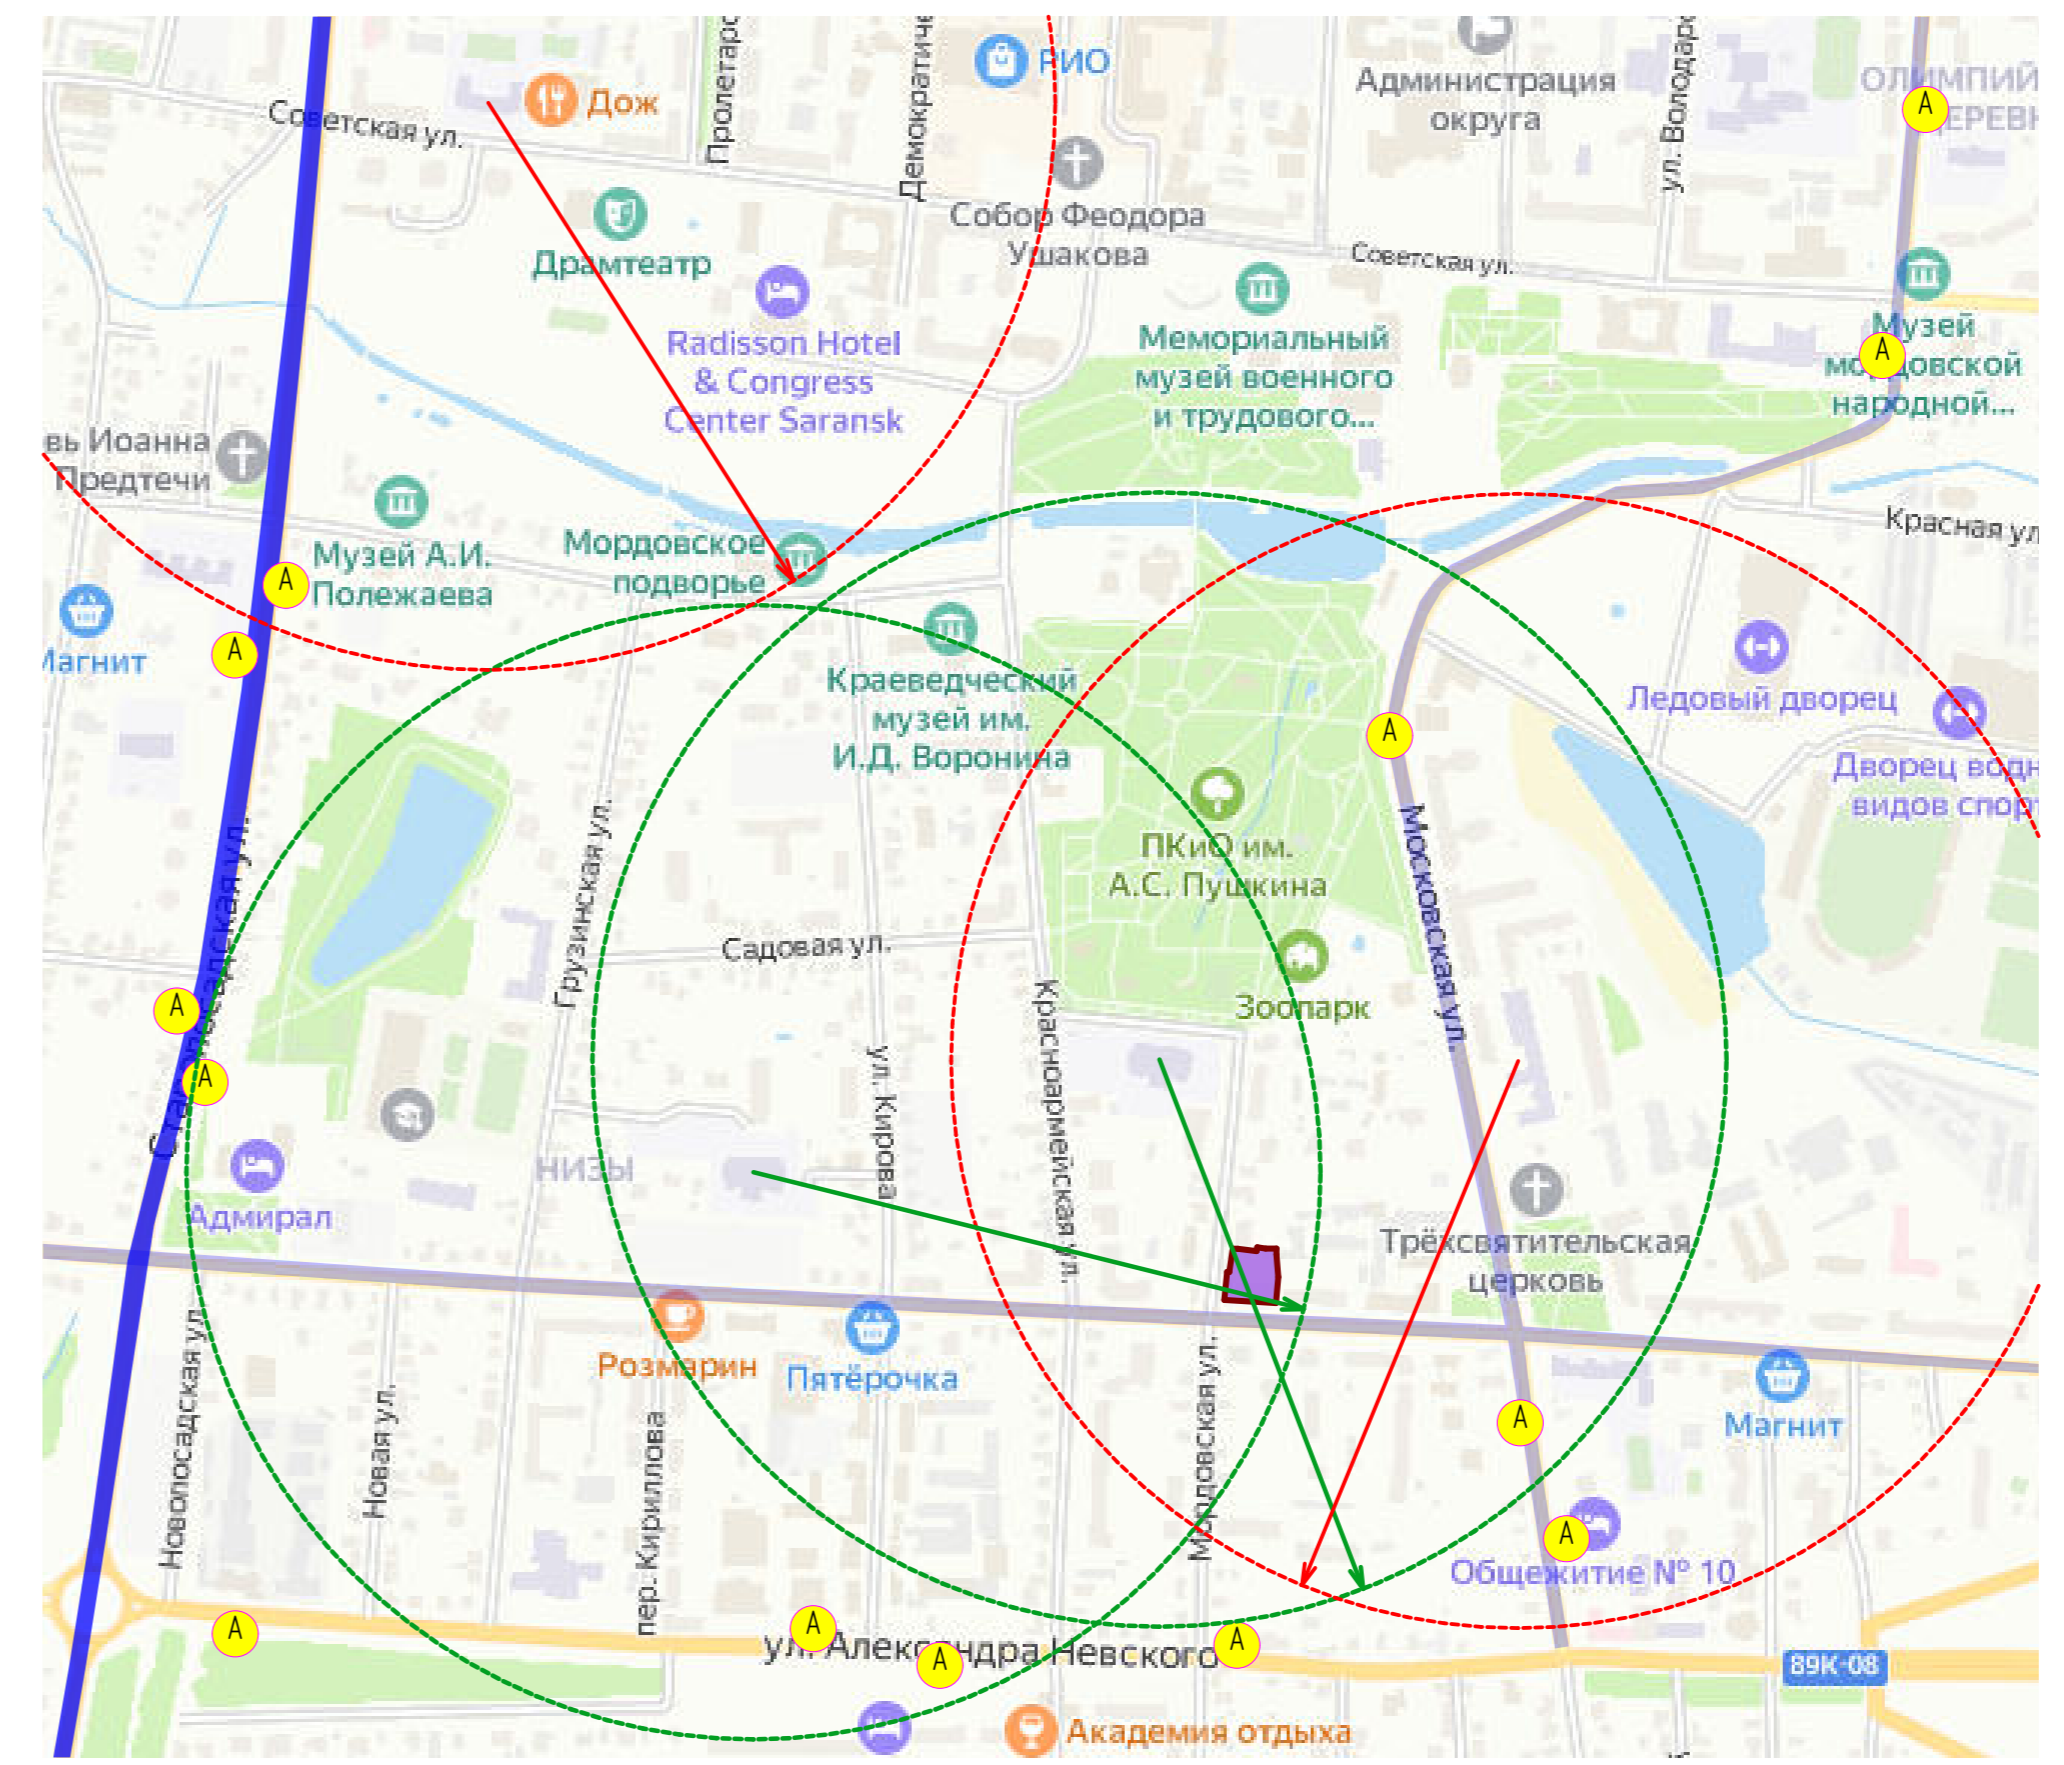 Советская ул.
Дож
Пролетарс
Демократиче
РИО
Администрация
округа
ул. Володарс
ОЛИМПИЙ
ДЕРЕВН
A
Драмтеатр
Собор Феодора
Ушакова
Советская ул.
Radisson Hotel
& Congress
Center Saransk
Мемориальный
музей военного
и трудового...
Музей
мордовской
народной...
A
вь Иоанна
Предтечи
Музей А.И.
Полежаева
A
Мордовское
подворье
Красная ул
Магнит
A
Краеведческий
музей им.
И.Д. Воронина
A
Ледовый дворец
Дворец водн
видов спорт
ПКиО им.
А.С. Пушкина
Московская ул.
Старопосадская ул.
Грузинская ул.
Садовая ул.
Зоопарк
A
A
ул. Кирова
Красноармейская ул.
НИЗЫ
Адмирал
Трёхсвятительская
церковь
Розмарин
Пятёрочка
Магнит
Новопосадская ул.
Новая ул.
пер. Кириллова
Мордовская ул.
A
A
Общежитие № 10
A
A
A
A
ул. Александра Невского
89К-08
Академия отдыха